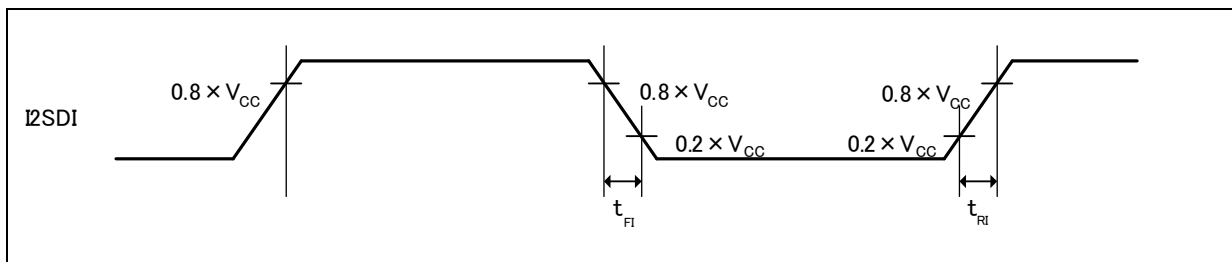 0.8 × VCC
0.8 × VCC
0.8 × VCC
I2SDI
0.2 × VCC
0.2 × VCC
tFI
tRI